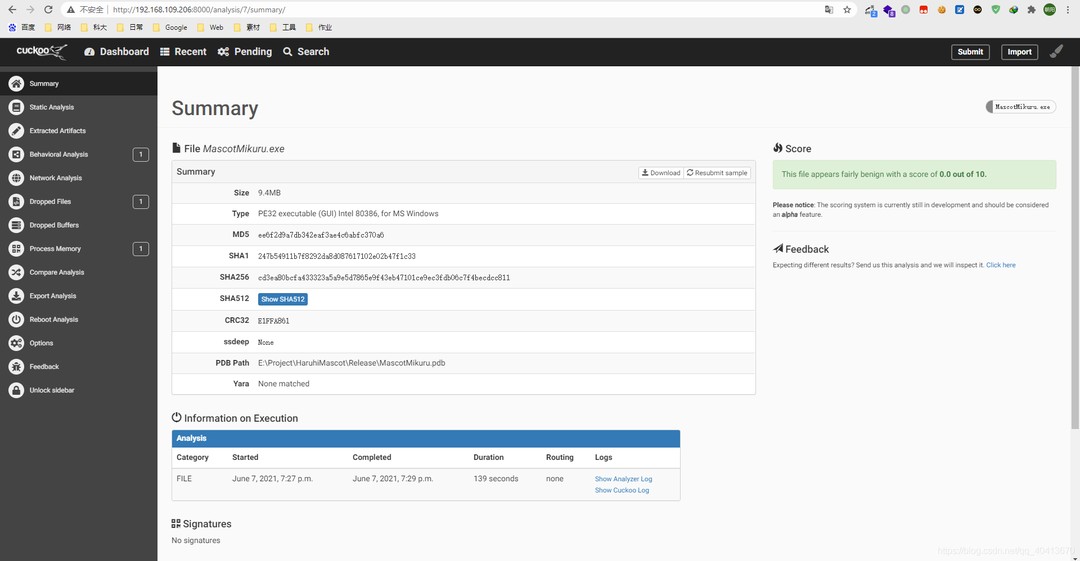 不安全 http://192.168.109.206:8000/analysis/7/summary/
百度 网络 科大 日常 Google Web 素材 工具 作业
cuckoo Dashboard Recent Pending Search Submit Import
Summary
Static Analysis
Extracted Artifacts
Behavioral Analysis 1
Network Analysis
Dropped Files 1
Dropped Buffers
Process Memory 1
Compare Analysis
Export Analysis
Reboot Analysis
Options
Feedback
Unlock sidebar
Summary
MascotMikuru.exe
File MascotMikuru.exe
Summary Download Resubmit sample
Size 9.4MB
Type PE32 executable (GUI) Intel 80386, for MS Windows
MD5 ee6f2d9a7db342eaf3ae4c6abfc370a6
SHA1 247b54911b7f8292da8d087617102e02b47f1c33
SHA256 cd3ea80bcfa433323a5a9e5d7865e9f43eb47101ce9ec3fdb06c7f4becdcc811
SHA512 Show SHA512
CRC32 E1FFA861
ssdeep None
PDB Path E:\Project\HaruhiMascot\Release\MascotMikuru.pdb
Yara None matched
Score
This file appears fairly benign with a score of 0.0 out of 10.
Please notice: The scoring system is currently still in development and should be considered
an alpha feature.
Feedback
Expecting different results? Send us this analysis and we will inspect it. Click here
Information on Execution
Analysis
Category Started Completed Duration Routing Logs
FILE June 7, 2021, 7:27 p.m. June 7, 2021, 7:29 p.m. 139 seconds none Show Analyzer Log
Show Cuckoo Log
Signatures
No signatures